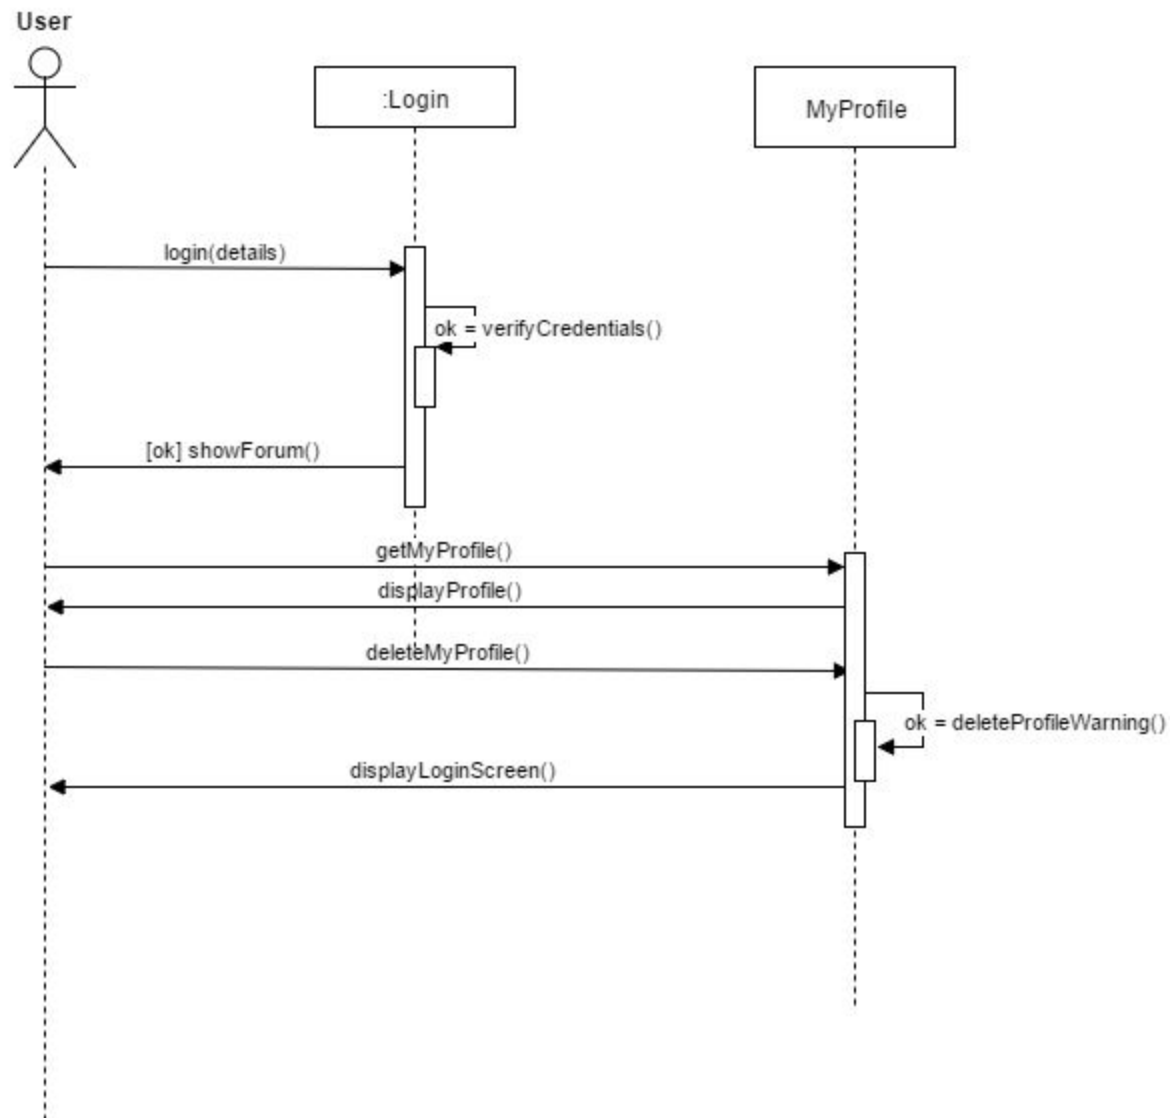 User
:Login
MyProfile
login(details)
ok = verifyCredentials()
[ok] showForum()
getMyProfile()
displayProfile()
deleteMyProfile()
ok = deleteProfileWarning()
displayLoginScreen()